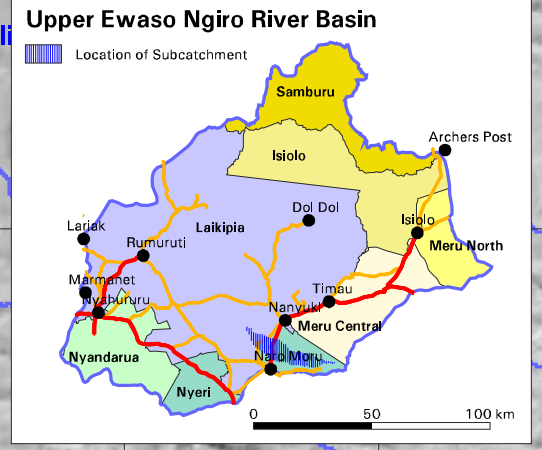 Upper Ewaso Ngiro River Basin
li
Location of Subcatchment
Samburu
Archers Post
Isiolo
Dol Dol
Lariak
Laikipia
Isiolo
Rumuruti
Meru North
Marmanet
Timau
Nyahururu
Nanyuki
Meru Central
Nyandarua
Naro Moru
Nyeri
0 50 100 km